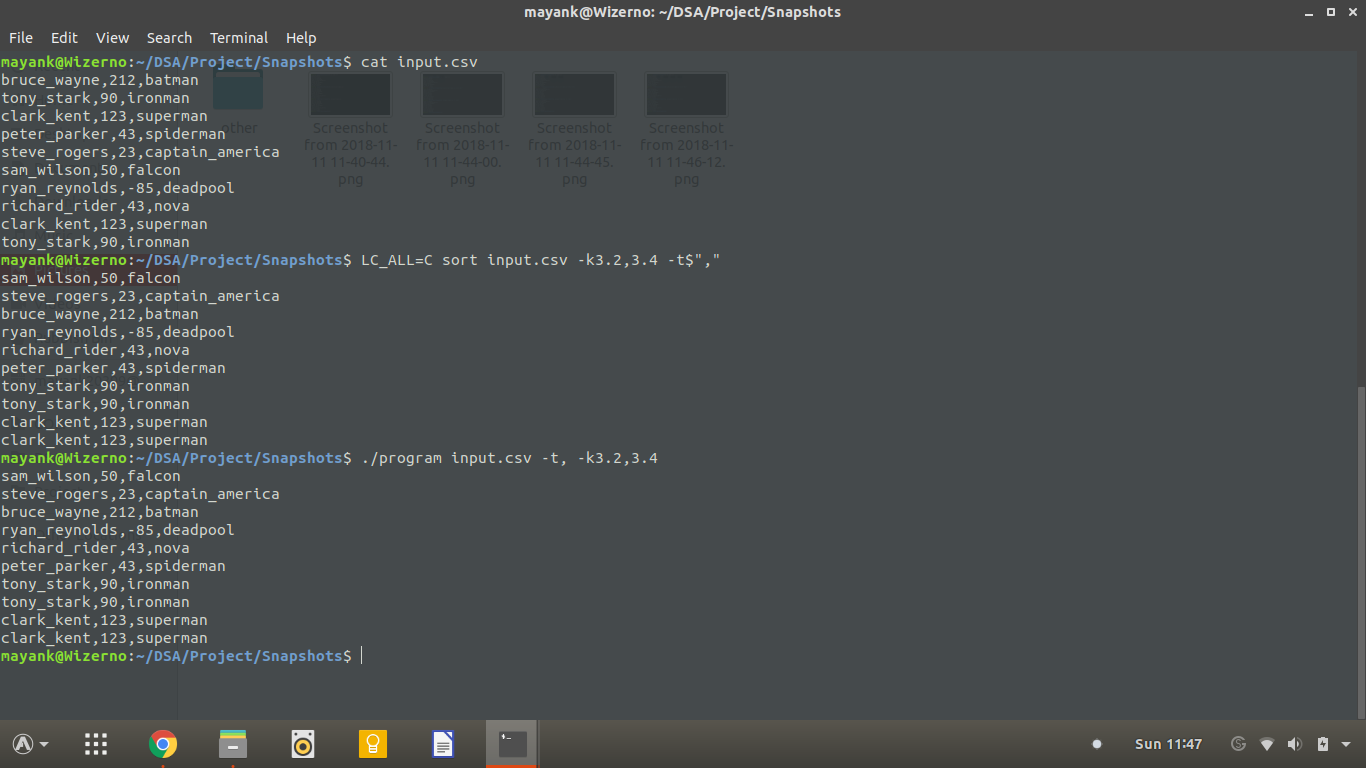 mayank@Wizerno: ~/DSA/Project/Snapshots
File Edit View Search Terminal Help
mayank@Wizerno:~/DSA/Project/Snapshots$ cat input.csv
bruce_wayne,212,batman
tony_stark,90,ironman
clark_kent,123,superman
peter_parker,43,spiderman
steve_rogers,23,captain_america
sam_wilson,50,falcon
ryan_reynolds,-85,deadpool
richard_rider,43,nova
clark_kent,123,superman
tony_stark,90,ironman
other
Screenshot from 2018-11-11 11-40-44.png
Screenshot from 2018-11-11 11-44-00.png
Screenshot from 2018-11-11 11-44-45.png
Screenshot from 2018-11-11 11-46-12.png
mayank@Wizerno:~/DSA/Project/Snapshots$ LC_ALL=C sort input.csv -k3.2,3.4 -t$","
sam_wilson,50,falcon
steve_rogers,23,captain_america
bruce_wayne,212,batman
ryan_reynolds,-85,deadpool
richard_rider,43,nova
peter_parker,43,spiderman
tony_stark,90,ironman
tony_stark,90,ironman
clark_kent,123,superman
clark_kent,123,superman
mayank@Wizerno:~/DSA/Project/Snapshots$ ./program input.csv -t, -k3.2,3.4
sam_wilson,50,falcon
steve_rogers,23,captain_america
bruce_wayne,212,batman
ryan_reynolds,-85,deadpool
richard_rider,43,nova
peter_parker,43,spiderman
tony_stark,90,ironman
tony_stark,90,ironman
clark_kent,123,superman
clark_kent,123,superman
mayank@Wizerno:~/DSA/Project/Snapshots$
Sun 11:47